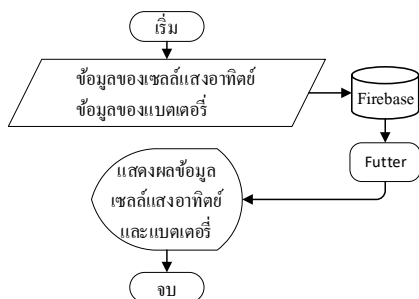 เริ่ม
ข้อมูลของเซลล์แสงอาทิตย์
ข้อมูลของแบตเตอรี่
Firebase
Futter
แสดงผลข้อมูล
เซลล์แสงอาทิตย์
และแบตเตอรี่
จบ